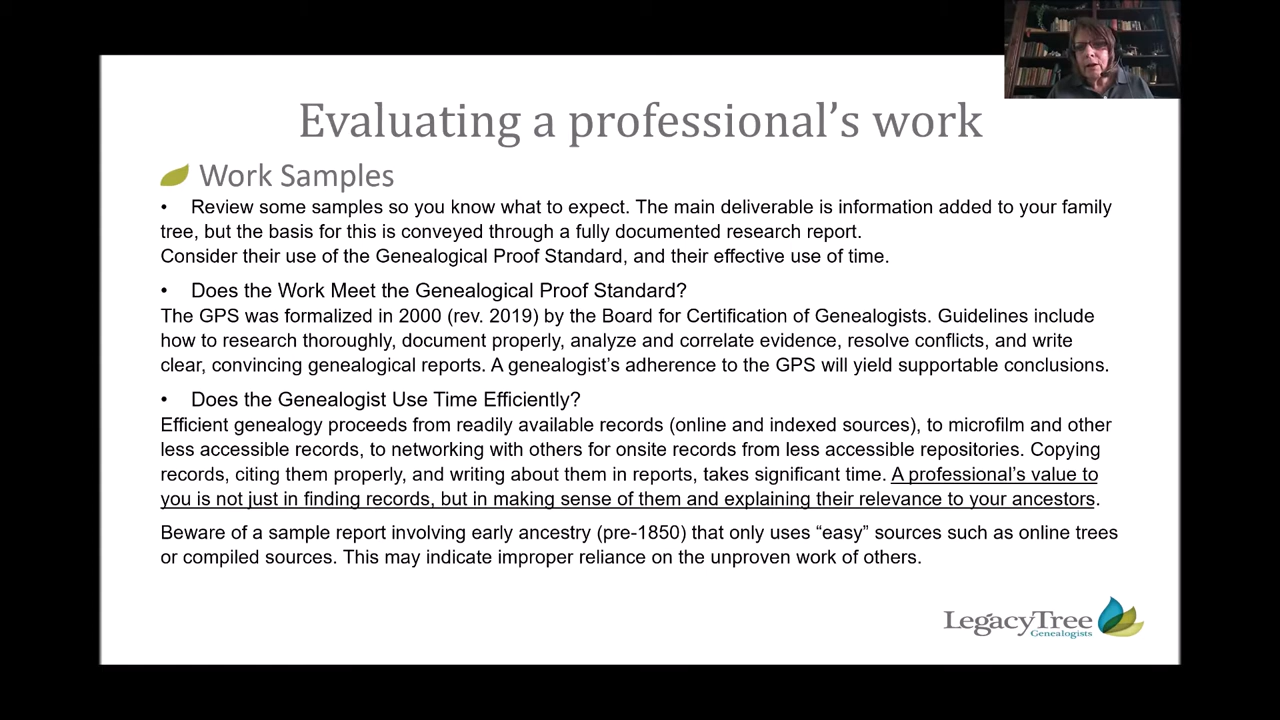 Evaluating a professional’s work
Work Samples
• Review some samples so you know what to expect. The main deliverable is information added to your family
tree, but the basis for this is conveyed through a fully documented research report.
Consider their use of the Genealogical Proof Standard, and their effective use of time.
• Does the Work Meet the Genealogical Proof Standard?
The GPS was formalized in 2000 (rev. 2019) by the Board for Certification of Genealogists. Guidelines include
how to research thoroughly, document properly, analyze and correlate evidence, resolve conflicts, and write
clear, convincing genealogical reports. A genealogist’s adherence to the GPS will yield supportable conclusions.
• Does the Genealogist Use Time Efficiently?
Efficient genealogy proceeds from readily available records (online and indexed sources), to microfilm and other
less accessible records, to networking with others for onsite records from less accessible repositories. Copying
records, citing them properly, and writing about them in reports, takes significant time. A professional’s value to
you is not just in finding records, but in making sense of them and explaining their relevance to your ancestors.
Beware of a sample report involving early ancestry (pre-1850) that only uses “easy” sources such as online trees
or compiled sources. This may indicate improper reliance on the unproven work of others.
LegacyTree
Genealogists